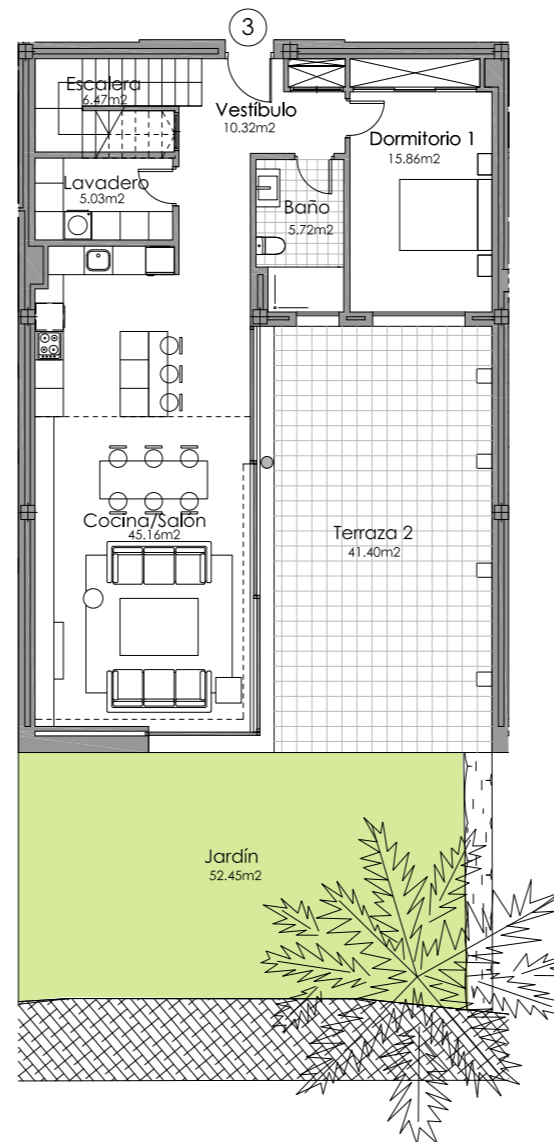 3
Escalera
6.47m2
Vestíbulo
10.32m2
Dormitorio 1
15.86m2
Lavadero
5.03m2
Baño
5.72m2
Cocina/Salón
45.16m2
Terraza 2
41.40m2
Jardín
52.45m2